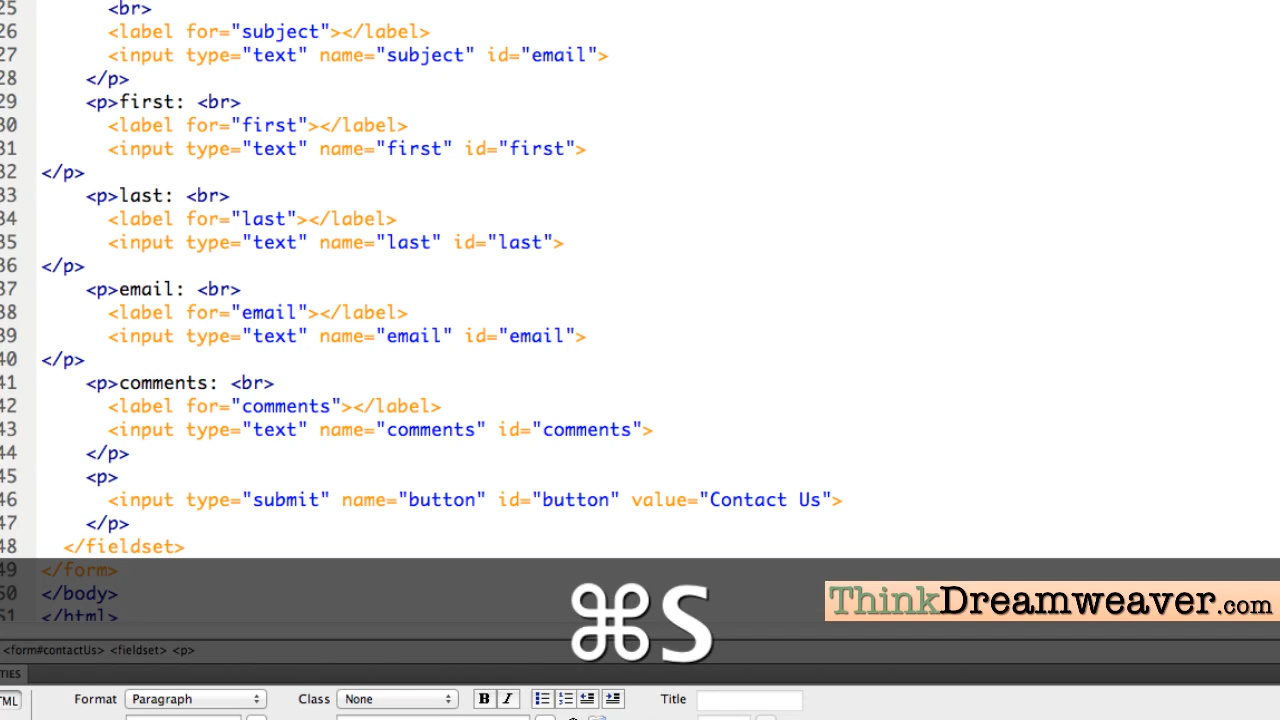 25 <br>
26 <label for="subject"></label>
27 <input type="text" name="subject" id="email">
28 </p>
29 <p>first: <br>
30 <label for="first"></label>
31 <input type="text" name="first" id="first">
32 </p>
33 <p>last: <br>
34 <label for="last"></label>
35 <input type="text" name="last" id="last">
36 </p>
37 <p>email: <br>
38 <label for="email"></label>
39 <input type="text" name="email" id="email">
40 </p>
41 <p>comments: <br>
42 <label for="comments"></label>
43 <input type="text" name="comments" id="comments">
44 </p>
45 <p>
46 <input type="submit" name="button" id="button" value="Contact Us">
47 </p>
48 </fieldset>
49 </form>
50 </body>
51 </html>
⌘S
ThinkDreamweaver.com
<form#contactUs> <fieldset> <p>
TIES
TML Format Paragraph Class None B I Title